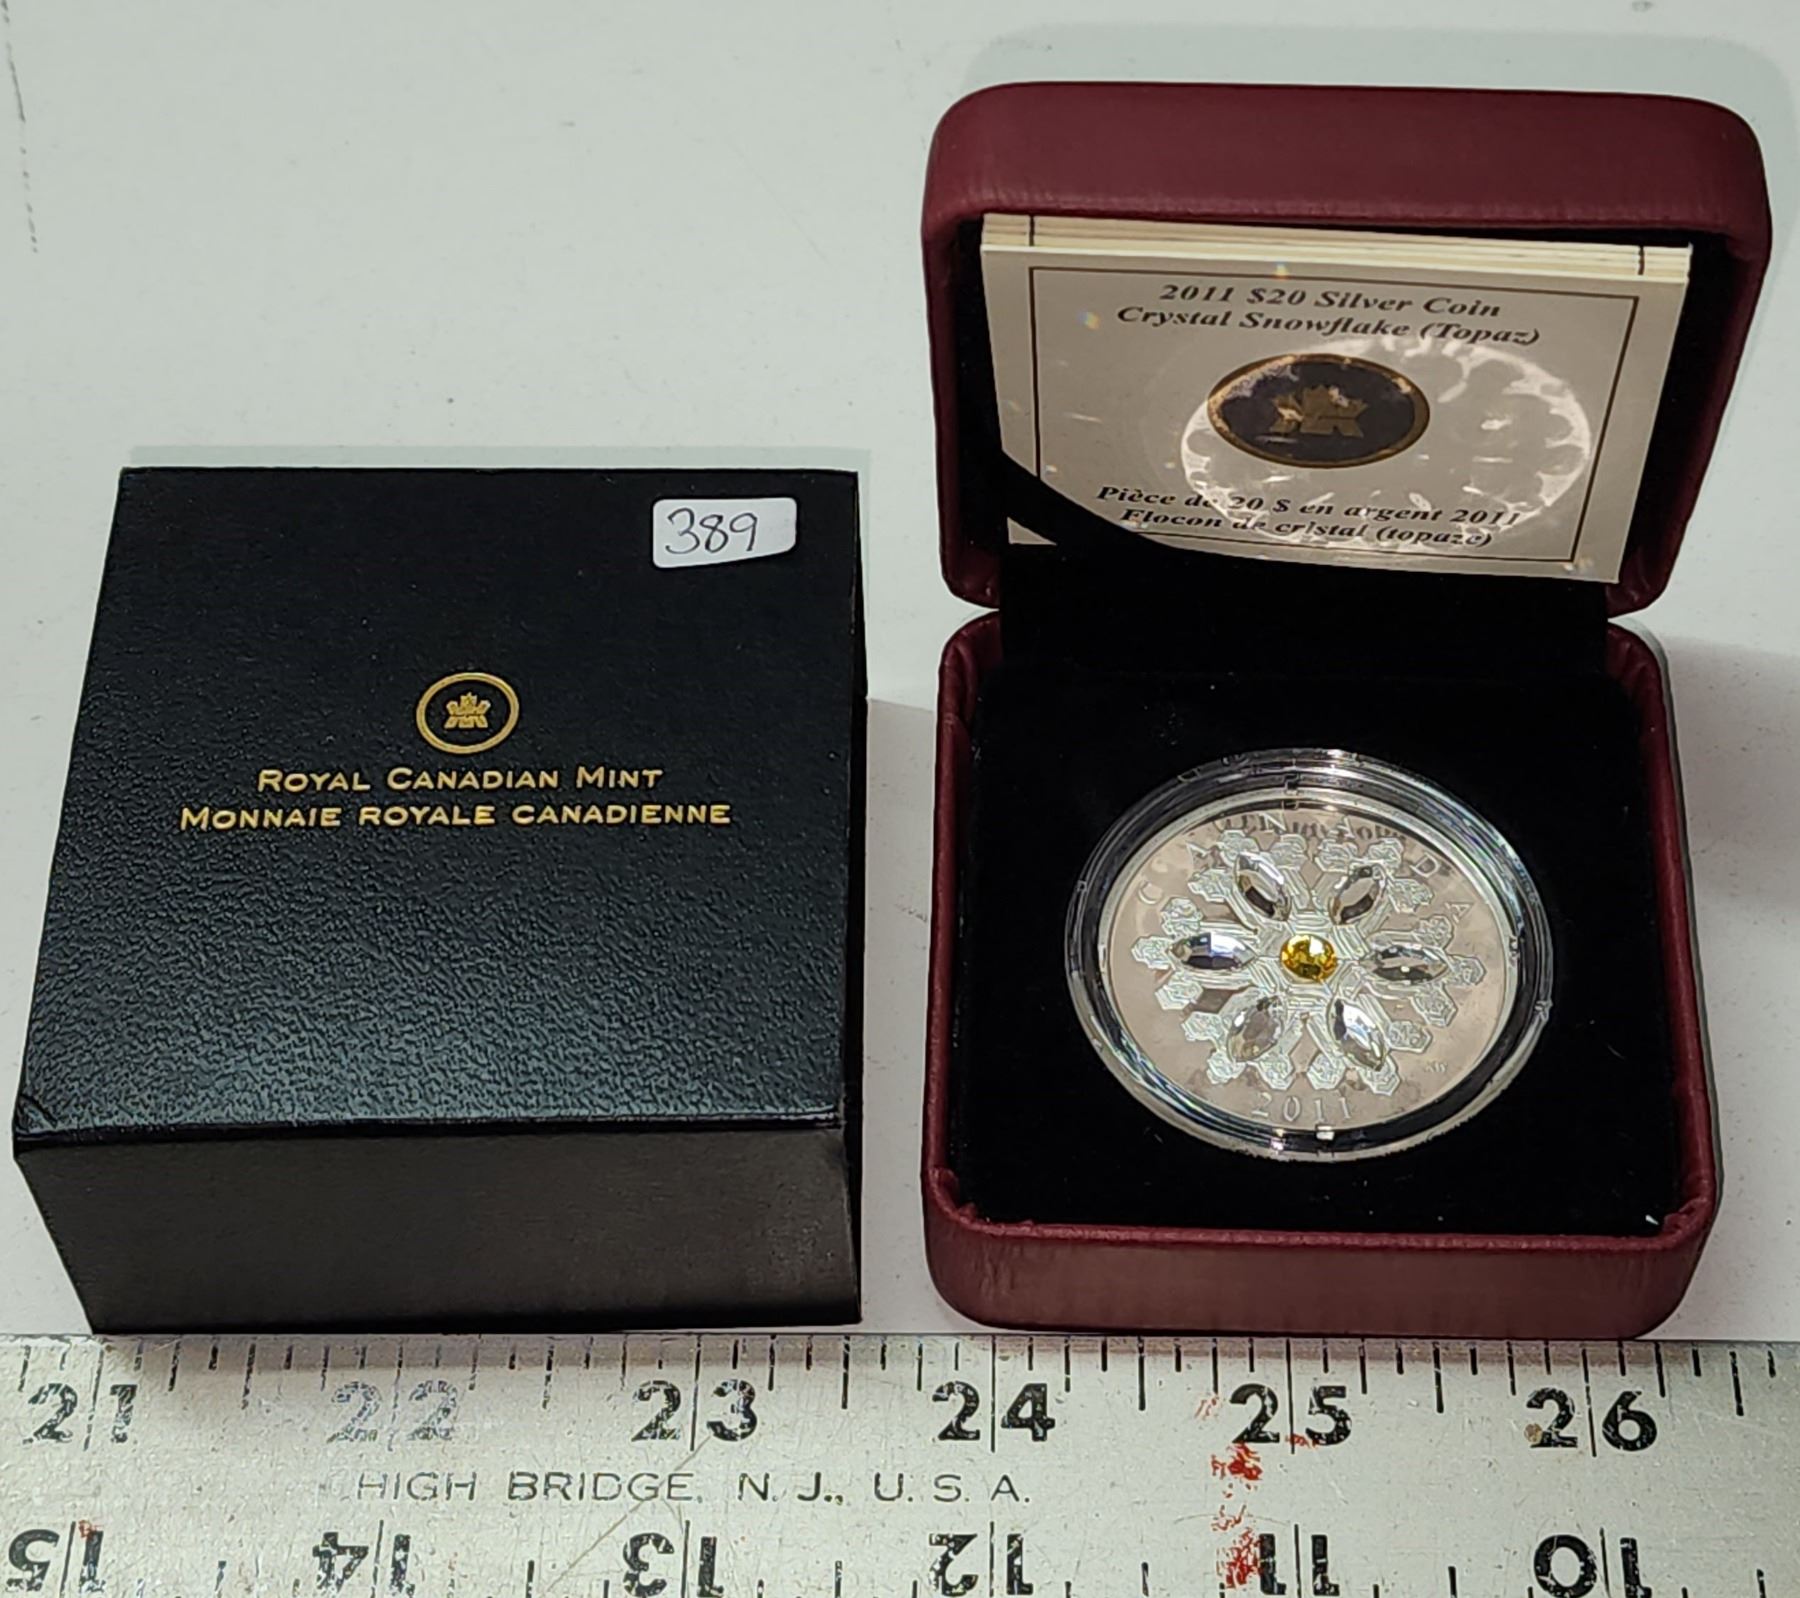 389
ROYAL CANADIAN MINT
MONNAIE ROYALE CANADIENNE
2011 $20 Silver Coin
Crystal Snowflake (Topaz)
Pièce de 20 $ en argent 2011
Flocon de cristal (topaze)
CANADA
2011
21 22 23 24 25 26
HIGH BRIDGE, N. J., U. S. A.
15 14 13 12 11 10